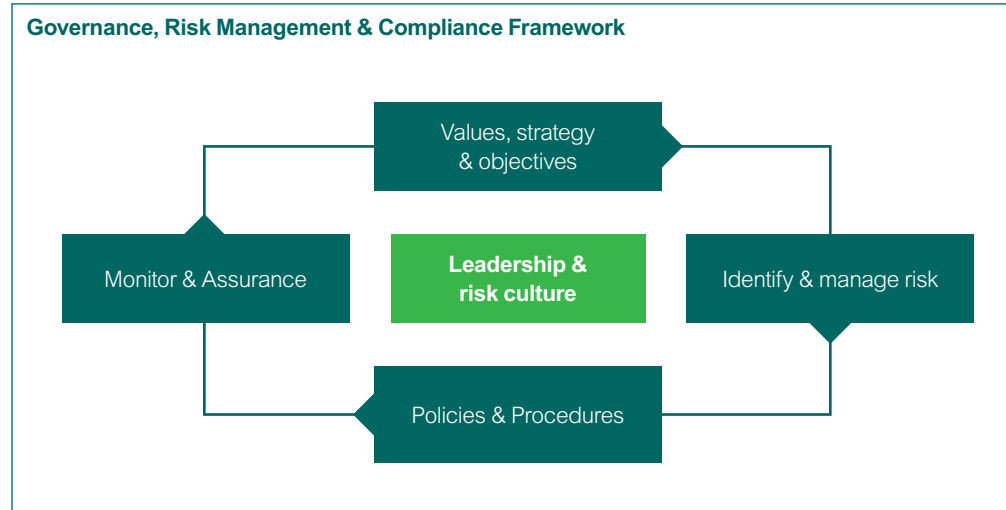 Governance, Risk Management & Compliance Framework
Values, strategy
& objectives
Monitor & Assurance
Leadership &
risk culture
Identify & manage risk
Policies & Procedures